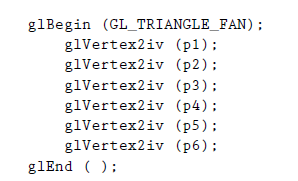 glBegin (GL_TRIANGLE_FAN);
glVertex2iv (p1);
glVertex2iv (p2);
glVertex2iv (p3);
glVertex2iv (p4);
glVertex2iv (p5);
glVertex2iv (p6);
glEnd ( );